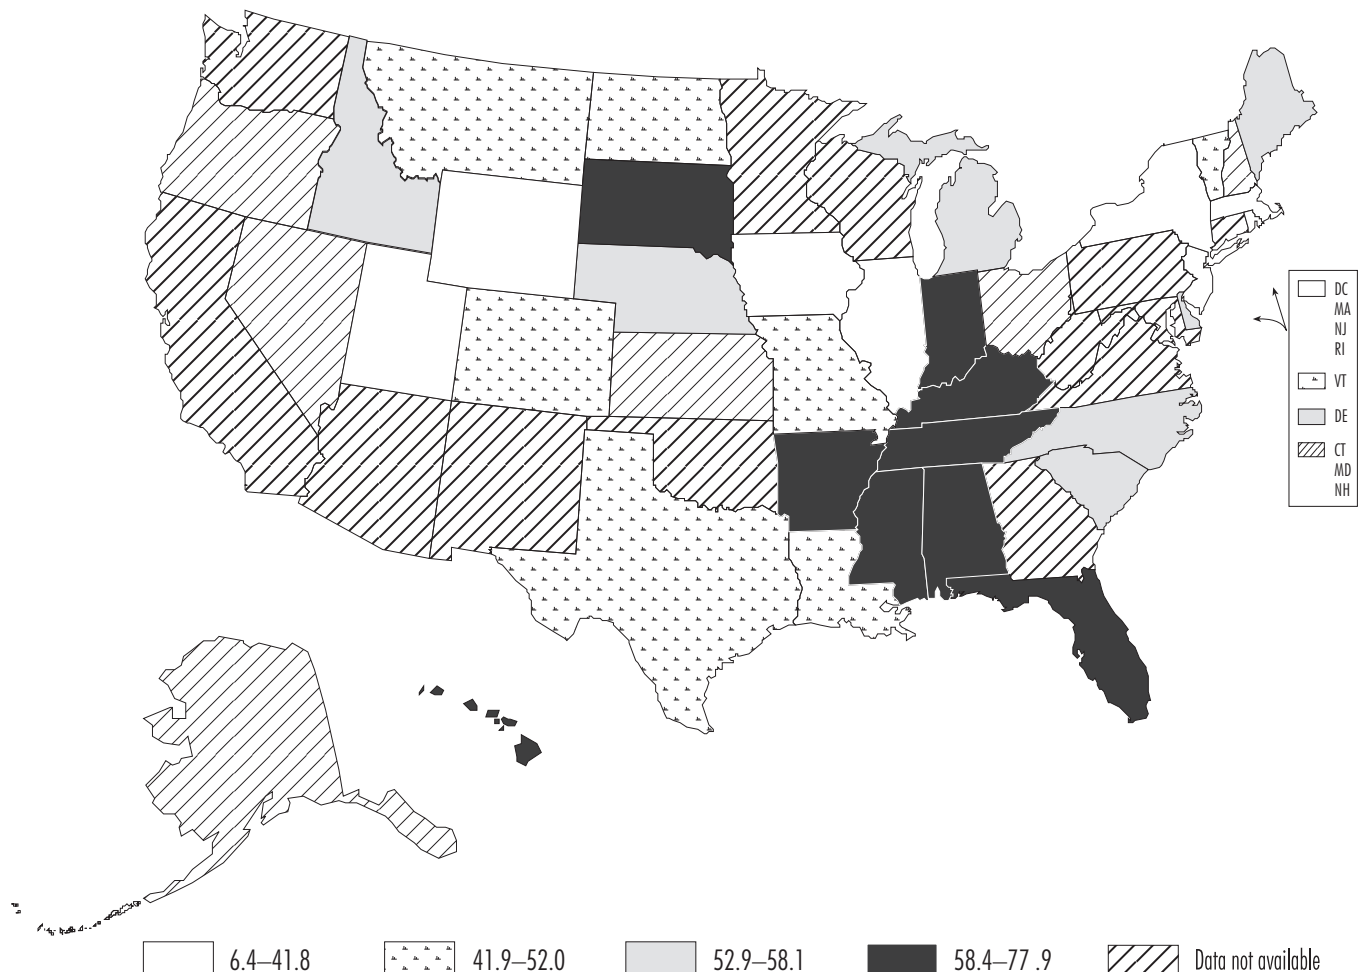 DC
MA
NJ
RI
VT
DE
CT
MD
NH
6.4–41.8
41.9–52.0
52.9–58.1
58.4–77 .9
Data not available